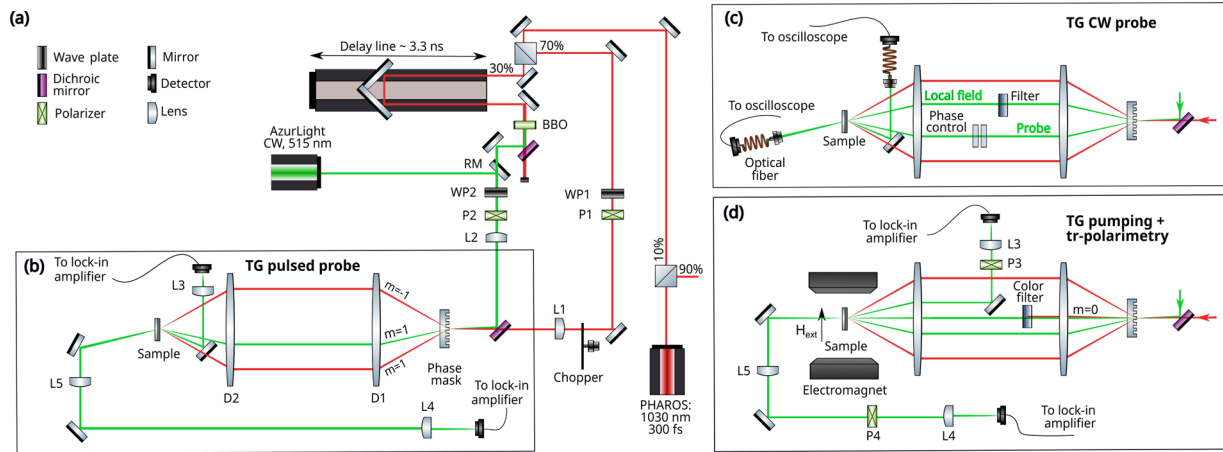 (a)
Wave plate
Mirror
Dichroic
mirror
Detector
Polarizer
Lens
Delay line ~ 3.3 ns
30%
70%
BBO
AzurLight
CW, 515 nm
RM
WP2
WP1
P2
P1
L2
10%
90%
PHAROS:
1030 nm
300 fs
L1
Chopper
(b)
TG pulsed probe
To lock-in
amplifier
L3
m=-1
m=1
m=1
Sample
Phase
mask
L5
D2
D1
L4
To lock-in
amplifier
(c)
TG CW probe
To oscilloscope
To oscilloscope
Local field
Filter
Phase
control
Probe
Sample
Optical
fiber
(d)
TG pumping +
tr-polarimetry
To lock-in
amplifier
L3
P3
Color
filter
m=0
Hext
Sample
L5
Electromagnet
P4
L4
To lock-in
amplifier